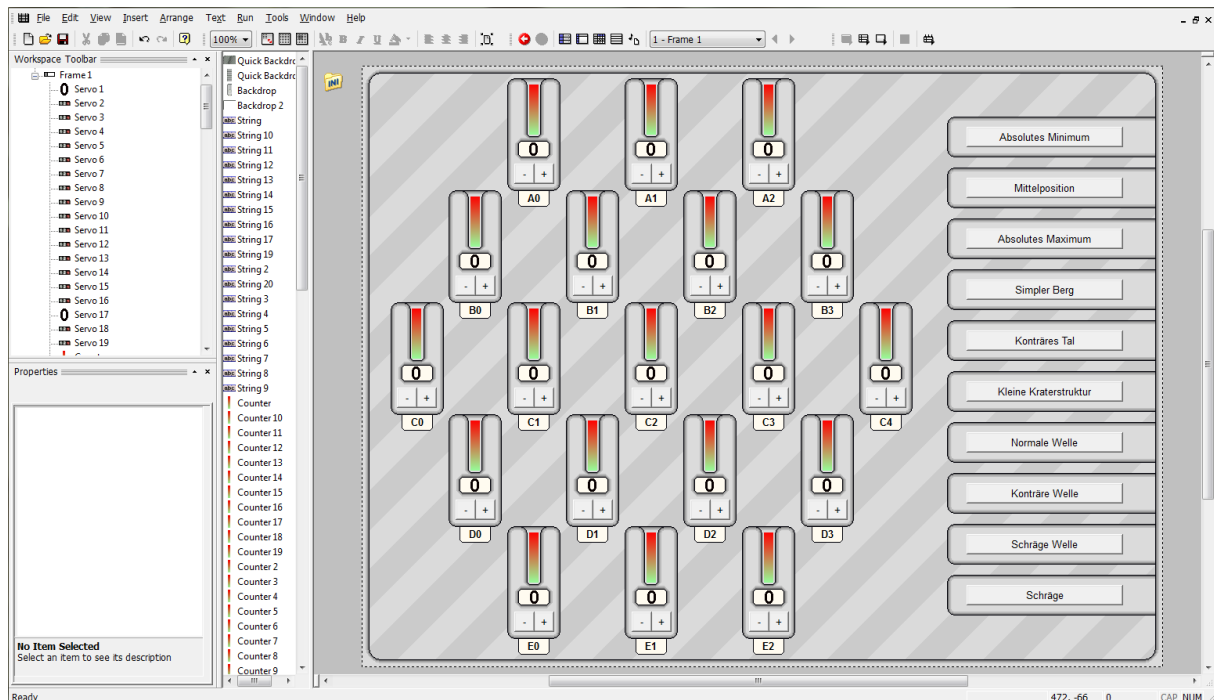 File Edit View Insert Arrange Text Run Tools Window Help
100% 1 - Frame 1
Workspace Toolbar
Frame 1
Servo 1
Servo 2
Servo 3
Servo 4
Servo 5
Servo 6
Servo 7
Servo 8
Servo 9
Servo 10
Servo 11
Servo 12
Servo 13
Servo 14
Servo 15
Servo 16
Servo 17
Servo 18
Servo 19
Properties
No Item Selected
Select an item to see its description
Quick Backdrc
Quick Backdrc
Backdrop
Backdrop 2
String
String 10
String 11
String 12
String 13
String 14
String 15
String 16
String 17
String 19
String 2
String 20
String 3
String 4
String 5
String 6
String 7
String 8
String 9
Counter
Counter 10
Counter 11
Counter 12
Counter 13
Counter 14
Counter 15
Counter 16
Counter 17
Counter 18
Counter 19
Counter 2
Counter 3
Counter 4
Counter 5
Counter 6
Counter 7
Counter 8
Counter 9
INI
0 0 0
- + - + - +
A0 A1 A2
0 0 0 0
- + - + - + - +
B0 B1 B2 B3
0 0 0 0 0
- + - + - + - + - +
C0 C1 C2 C3 C4
0 0 0 0
- + - + - + - +
D0 D1 D2 D3
0 0 0
- + - + - +
E0 E1 E2
Absolutes Minimum
Mittelposition
Absolutes Maximum
Simpler Berg
Konträres Tal
Kleine Kraterstruktur
Normale Welle
Konträre Welle
Schräge Welle
Schräge
Ready 472, -66 0 CAP NUM